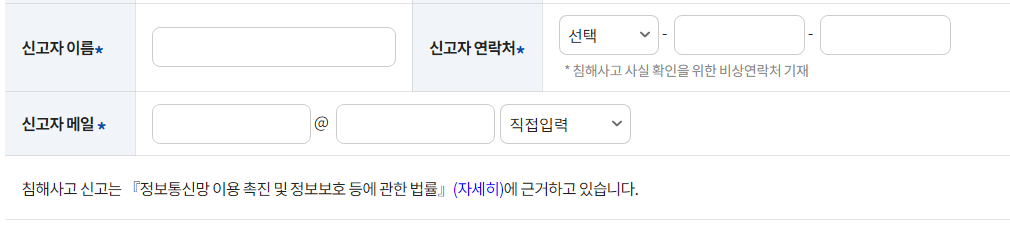 신고자 이름*
신고자 연락처*
선택 - -
* 침해사고 사실 확인을 위한 비상연락처 기재
신고자 메일 *
@ 직접입력
침해사고 신고는 『정보통신망 이용 촉진 및 정보보호 등에 관한 법률』(자세히)에 근거하고 있습니다.